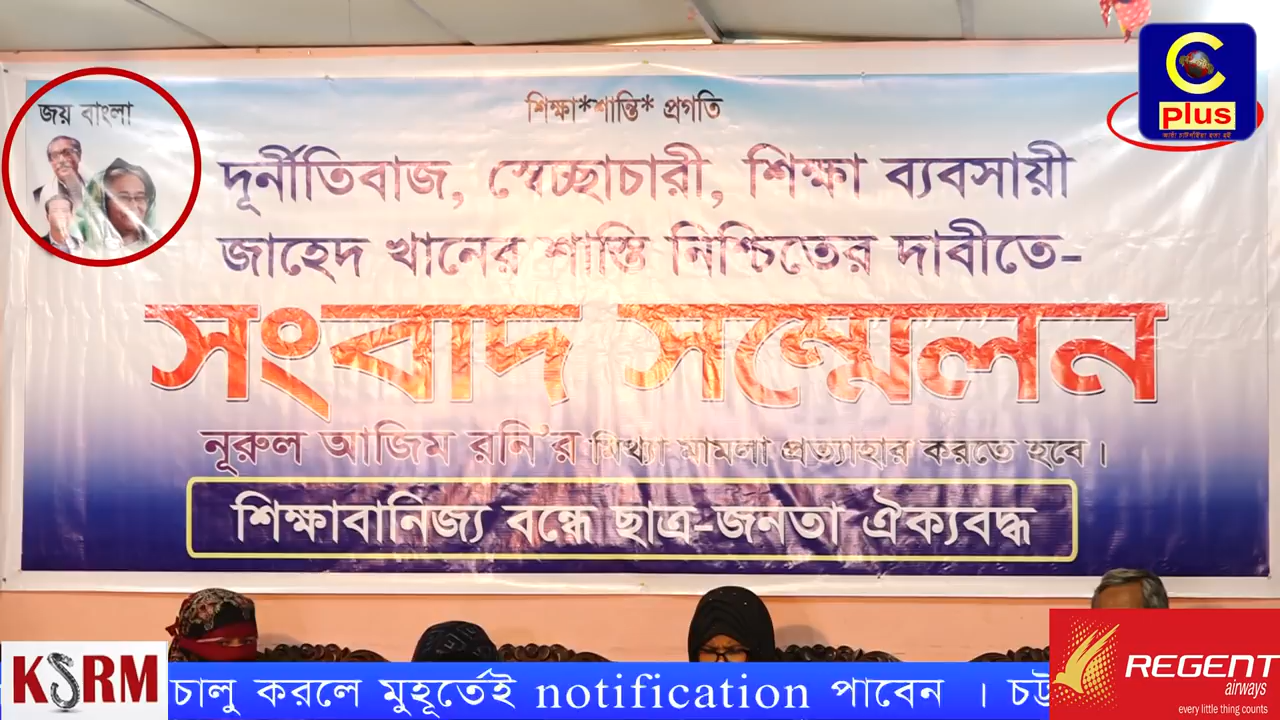 জয় বাংলা
শিক্ষা*শান্তি* প্রগতি
দূর্নীতিবাজ, স্বেচ্ছাচারী, শিক্ষা ব্যবসায়ী
জাহেদ খানের শাস্তি নিশ্চিতের দাবীতে-
সংবাদ সম্মেলন
নূরুল আজিম রনি'র মিথ্যা মামলা প্রত্যাহার করতে হবে।
শিক্ষাবানিজ্য বন্ধে ছাত্র-জনতা ঐক্যবদ্ধ
C
plus
KSRM
চালু করলে মুহূর্তেই notification পাবেন ।
REGENT
airways
every little thing counts